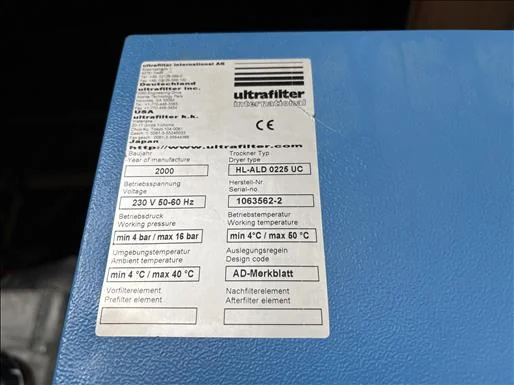 ultrafilter international AG
Deutschland
ultrafilter inc.
USA
ultrafilter k.k.
Japan
http://www.ultrafilter.com
ultrafilter
international
CE
Baujahr
Year of manufacture
2000
Trockner Typ
Dryer type
HL-ALD 0225 UC
Betriebsspannung
Voltage
230 V 50-60 Hz
Herstell-Nr.
Serial-no.
1063562-2
Betriebsdruck
Working pressure
min 4 bar / max 16 bar
Betriebstemperatur
Working temperature
min 4°C / max 50 °C
Umgebungstemperatur
Ambient temperature
min 4 °C / max 40 °C
Auslegungsregeln
Design code
AD-Merkblatt
Vorfilterelement
Prefilter element
Nachfilterelement
Afterfilter element